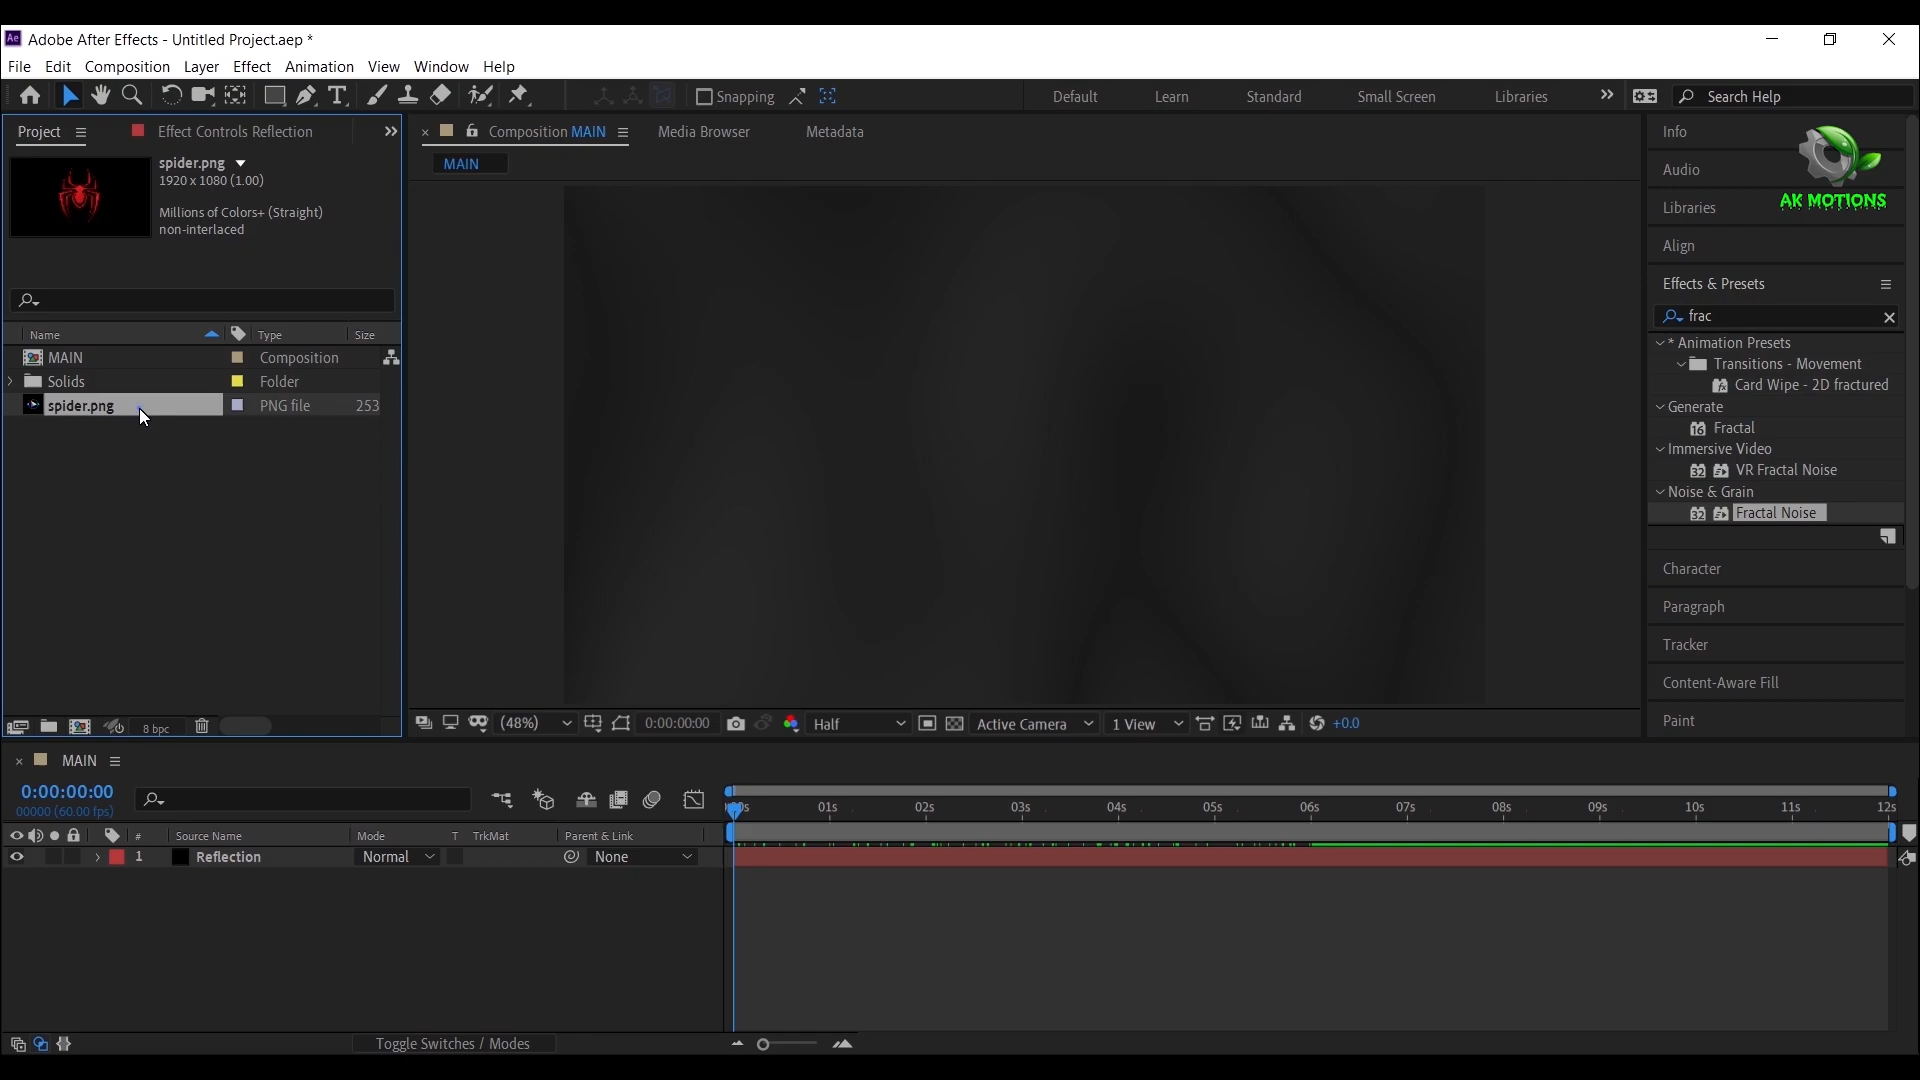 Ae Adobe After Effects - Untitled Project.aep *
File Edit Composition Layer Effect Animation View Window Help
Snapping Default Learn Standard Small Screen Libraries Search Help
Project Effect Controls Reflection
spider.png
1920 x 1080 (1.00)
Millions of Colors+ (Straight)
non-interlaced
Name Type Size
MAIN Composition
Solids Folder
spider.png PNG file 253
8 bpc
Composition MAIN Media Browser Metadata
MAIN
(48%) 0:00:00:00 Half Active Camera 1 View +0.0
Info
Audio
Libraries
Align
AK MOTIONS
Effects & Presets
frac
* Animation Presets
Transitions - Movement
Card Wipe - 2D fractured
Generate
16 Fractal
Immersive Video
32 VR Fractal Noise
Noise & Grain
32 Fractal Noise
Character
Paragraph
Tracker
Content-Aware Fill
Paint
MAIN
0:00:00:00
00000 (60.00 fps)
# Source Name Mode T TrkMat Parent & Link
1 Reflection Normal None
01s 02s 03s 04s 05s 06s 07s 08s 09s 10s 11s 12s
Toggle Switches / Modes